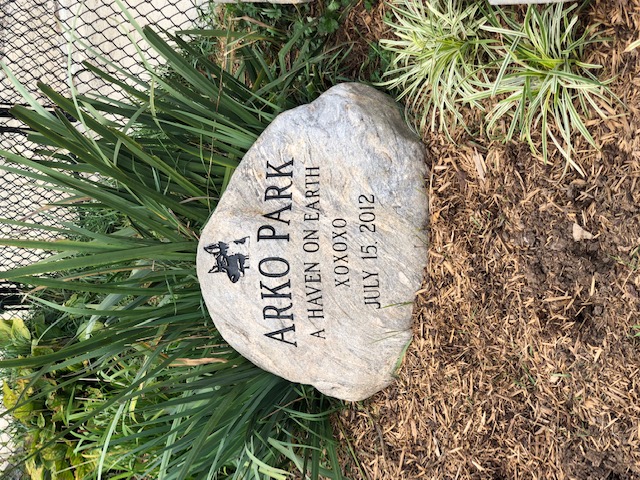 ARKO PARK
A HAVEN ON EARTH
XOXOXO
JULY 15, 2012